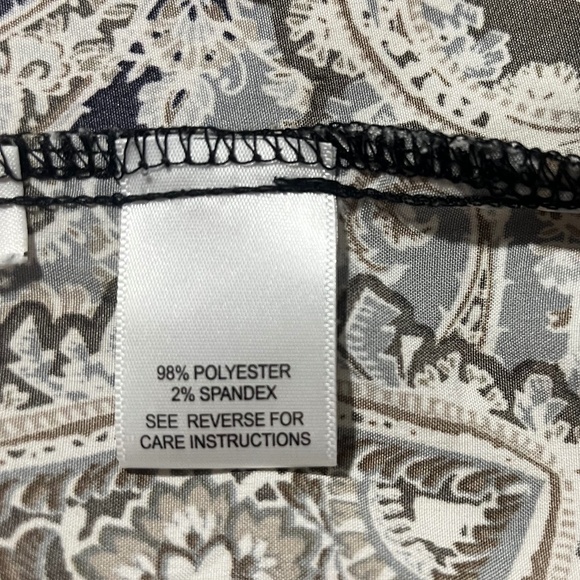 98% POLYESTER
2% SPANDEX
SEE REVERSE FOR
CARE INSTRUCTIONS